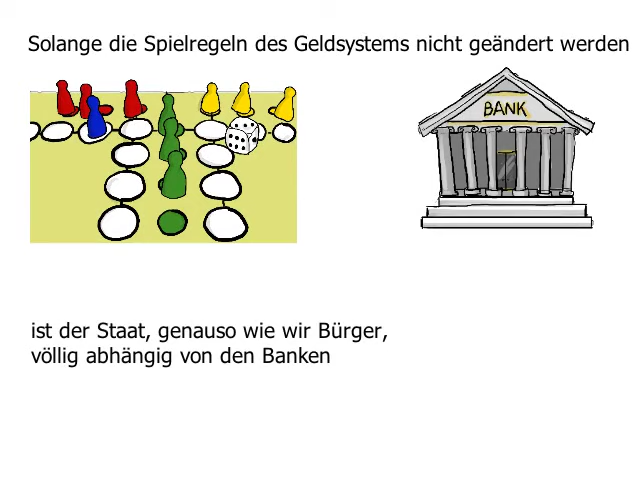 Solange die Spielregeln des Geldsystems nicht geändert werden
BANK
ist der Staat, genauso wie wir Bürger,
völlig abhängig von den Banken